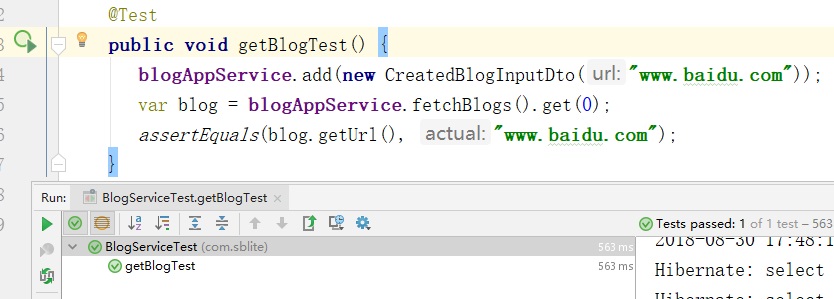 2
@Test
3
public void getBlogTest() {
4
blogAppService.add(new CreatedBlogInputDto( url: "www.baidu.com"));
5
var blog = blogAppService.fetchBlogs().get(0);
6
assertEquals(blog.getUrl(), actual: "www.baidu.com");
7
}
8
9
Run: BlogServiceTest.getBlogTest ×
Tests passed: 1 of 1 test – 563
BlogServiceTest (com.sblite) 563 ms
getBlogTest 563 ms
2018-08-30 17:48:1
Hibernate: select
Hibernate: select